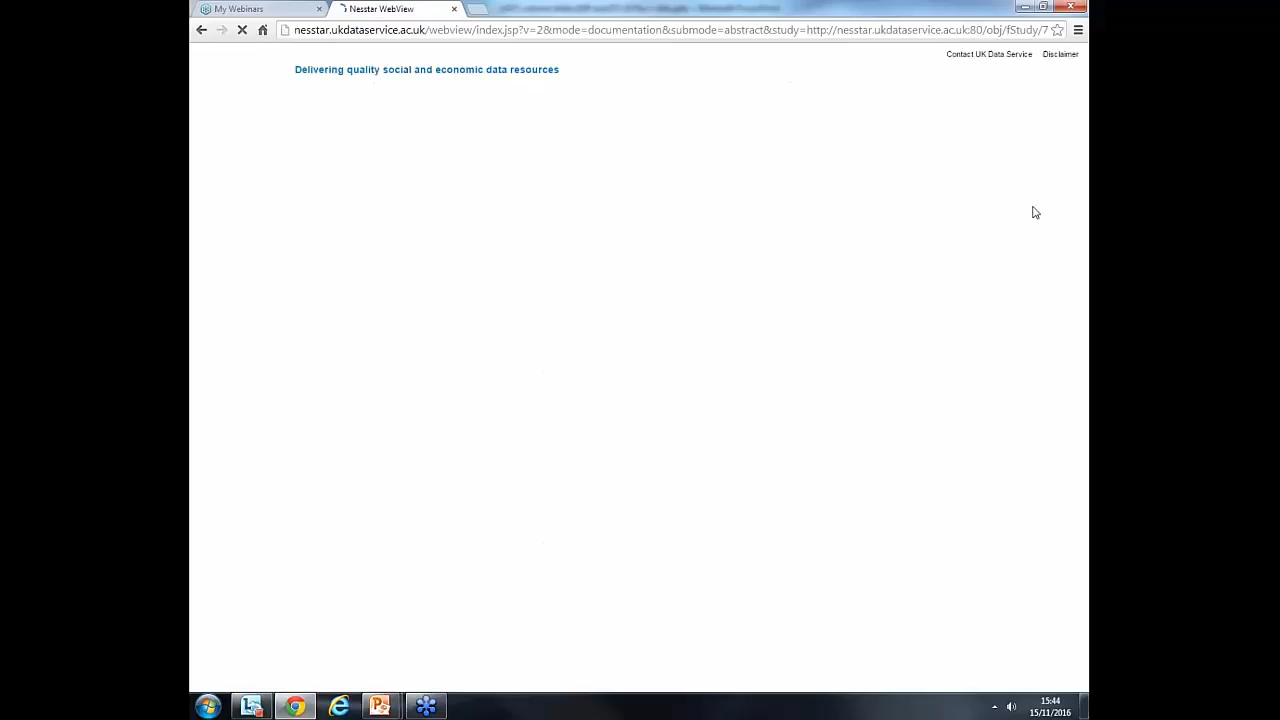 My Webinars
Nesstar WebView
nesstar.ukdataservice.ac.uk/webview/index.jsp?v=2&mode=documentation&submode=abstract&study=http://nesstar.ukdataservice.ac.uk:80/obj/fStudy/7
Contact UK Data Service Disclaimer
Delivering quality social and economic data resources
15:44
15/11/2016